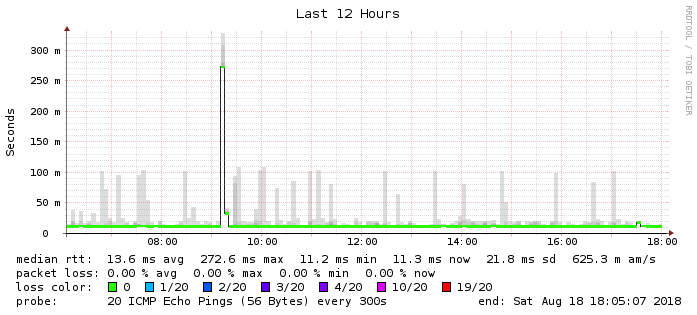 Last 12 Hours
RRDTOOL / TOBI OETIKER
Seconds
300 m
250 m
200 m
150 m
100 m
50 m
0
08:00 10:00 12:00 14:00 16:00 18:00
median rtt: 13.6 ms avg 272.6 ms max 11.2 ms min 11.3 ms now 21.8 ms sd 625.3 m am/s
packet loss: 0.00 % avg 0.00 % max 0.00 % min 0.00 % now
loss color: 0 1/20 2/20 3/20 4/20 10/20 19/20
probe: 20 ICMP Echo Pings (56 Bytes) every 300s end: Sat Aug 18 18:05:07 2018